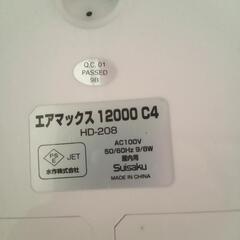 Q.C. 01
PASSED
9B
エアマックス 12000 C4
HD-208
AC100V
50/60Hz 9/8W
屋内用
Suisaku
MADE IN CHINA
PS
E
JET
水作株式会社